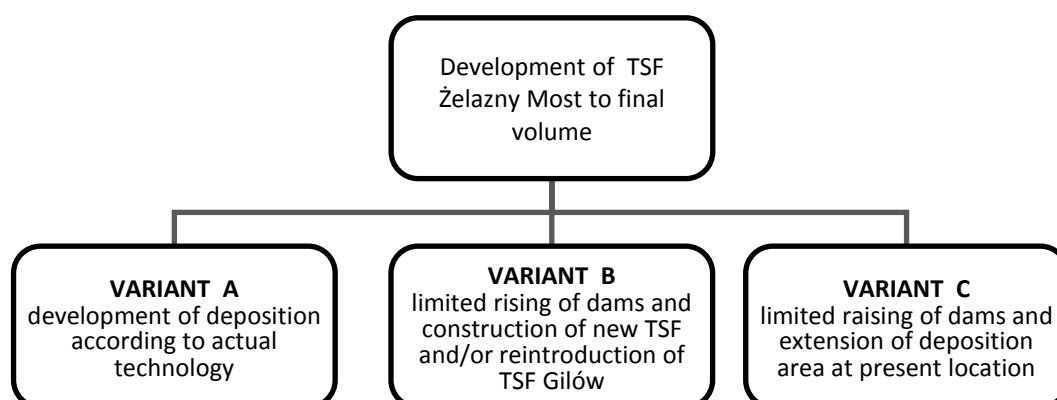 Development of TSF
Żelazny Most to final
volume
VARIANT A
development of deposition
according to actual
technology
VARIANT B
limited rising of dams and
construction of new TSF
and/or reintroduction of
TSF Gilów
VARIANT C
limited raising of dams and
extension of deposition
area at present location